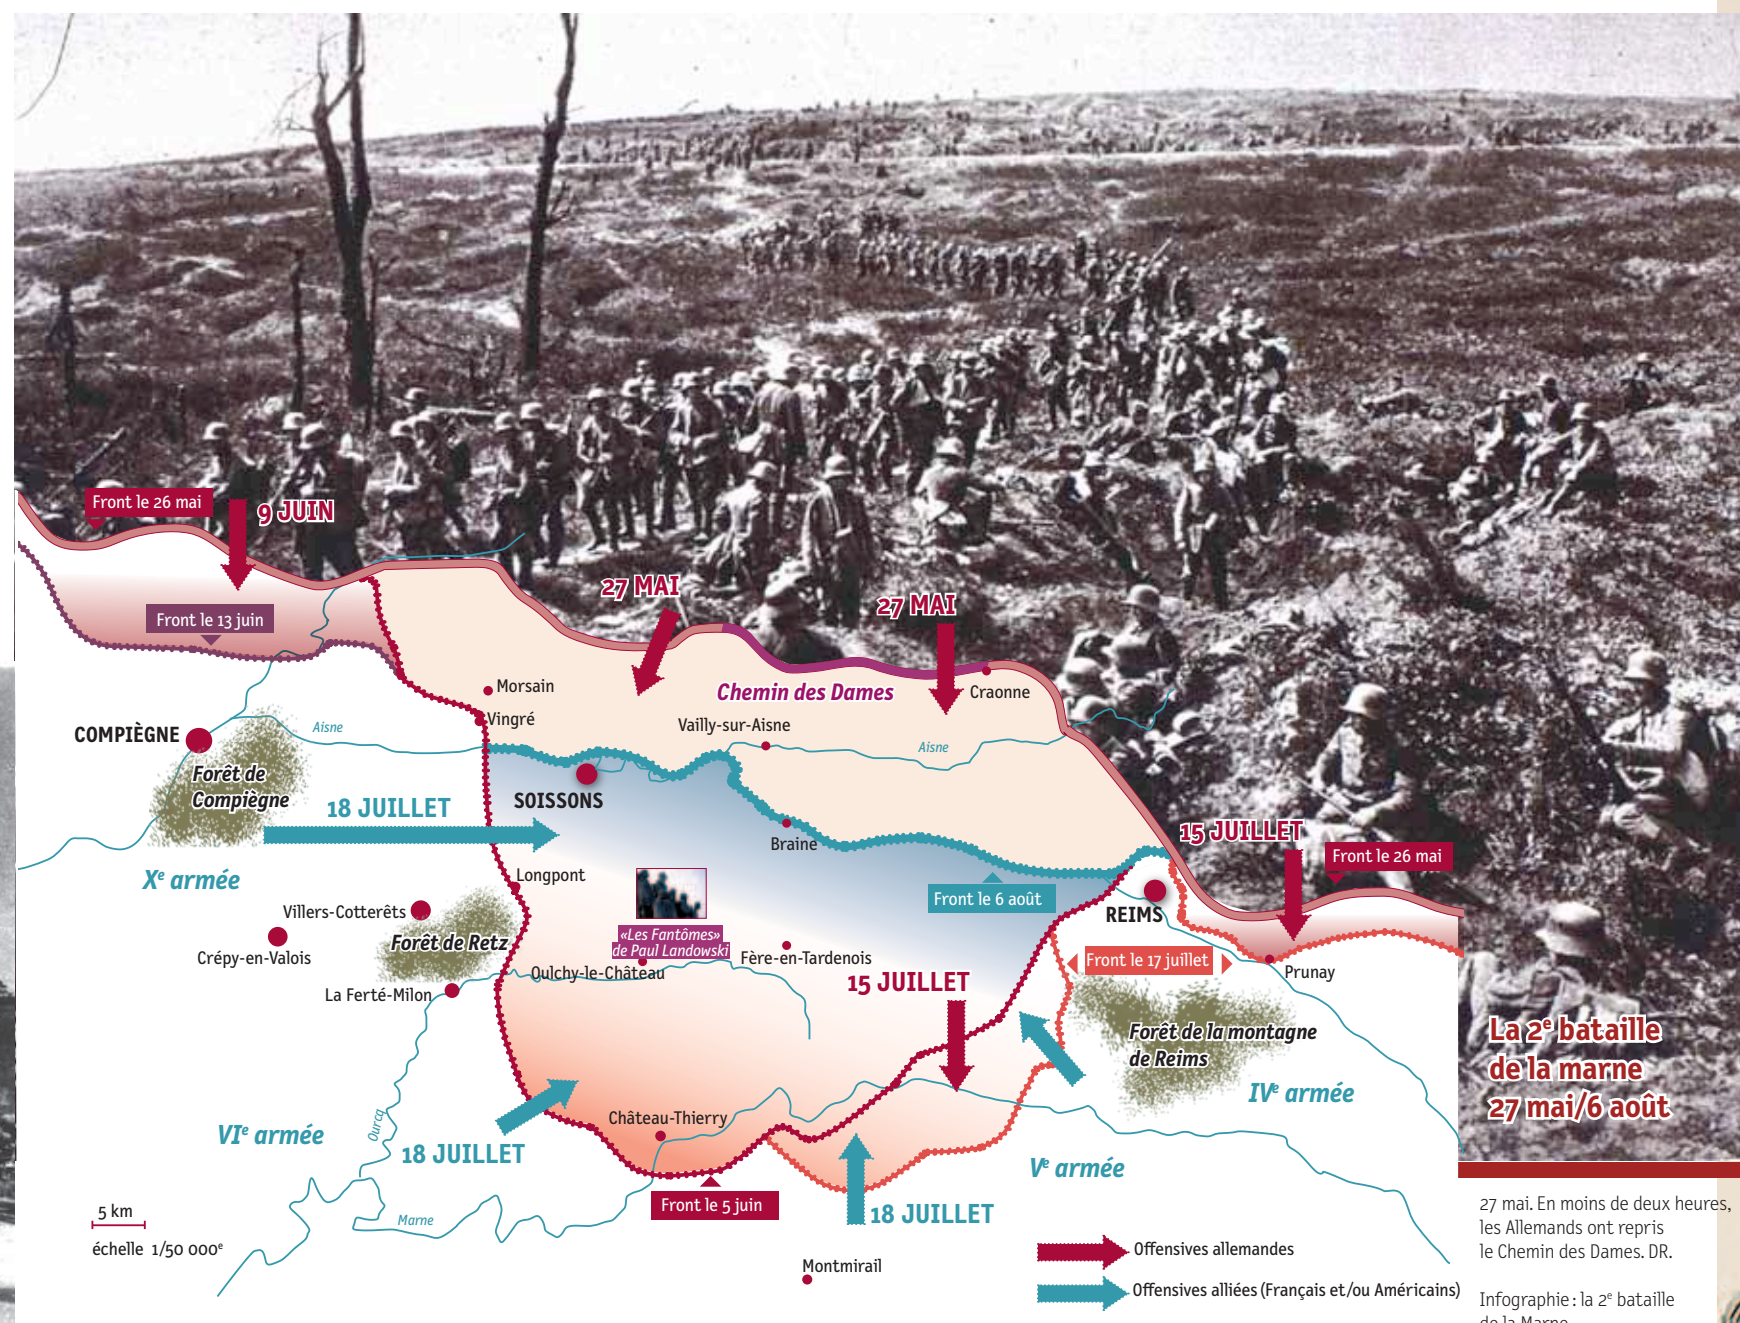 Front le 26 mai
9 JUIN
27 MAI
27 MAI
Front le 13 juin
Morsain
Chemin des Dames
Craonne
Vingré
Vailly-sur-Aisne
COMPIÈGNE
Aisne
Aisne
Forêt de
Compiègne
SOISSONS
18 JUILLET
15 JUILLET
Braine
Front le 26 mai
Xe armée
Longpont
Front le 6 août
Villers-Cotterêts
REIMS
«Les Fantômes»
de Paul Landowski
Forêt de Retz
Crépy-en-Valois
Fère-en-Tardenois
Front le 17 juillet
Oulchy-le-Château
Prunay
15 JUILLET
La Ferté-Milon
Forêt de la montagne
de Reims
La 2e bataille
de la marne
27 mai/6 août
IVe armée
Château-Thierry
Ourcq
VIe armée
18 JUILLET
Ve armée
Front le 5 juin
18 JUILLET
Marne
5 km
échelle 1/50 000e
Montmirail
Offensives allemandes
Offensives alliées (Français et/ou Américains)
27 mai. En moins de deux heures,
les Allemands ont repris
le Chemin des Dames. DR.
Infographie : la 2e bataille
de la Marne